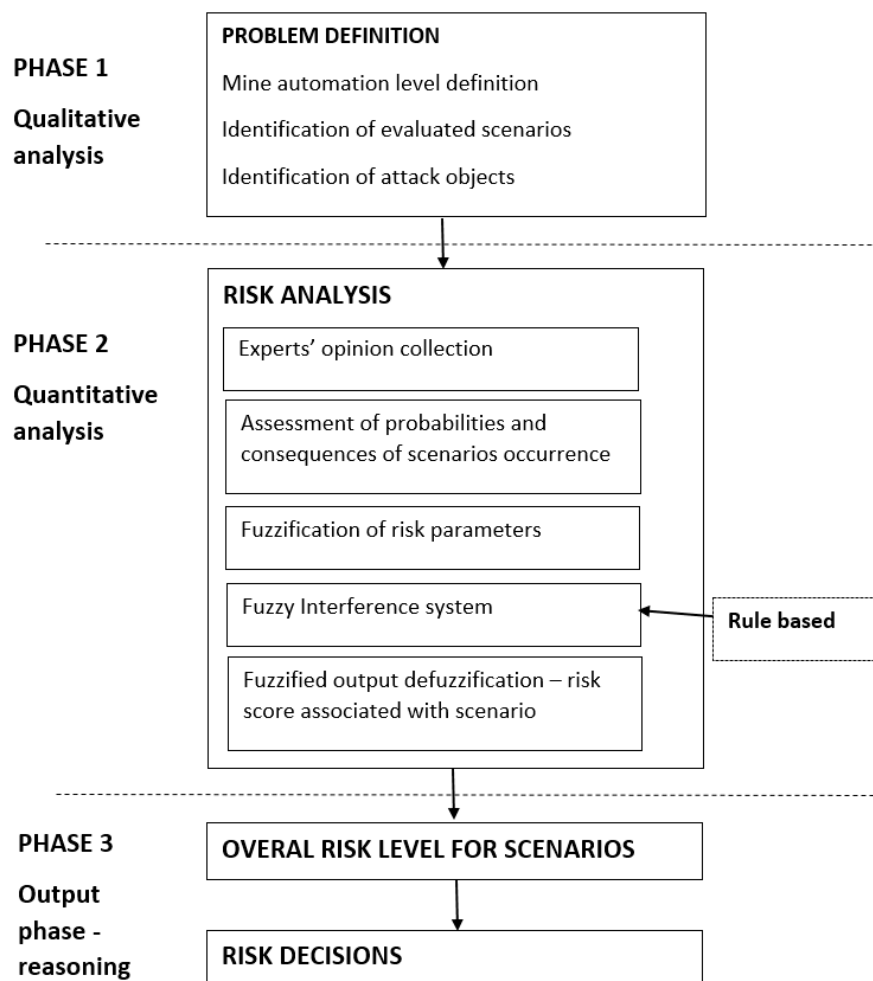 PHASE 1
Qualitative
analysis
PROBLEM DEFINITION
Mine automation level definition
Identification of evaluated scenarios
Identification of attack objects
PHASE 2
Quantitative
analysis
RISK ANALYSIS
Experts’ opinion collection
Assessment of probabilities and
consequences of scenarios occurrence
Fuzzification of risk parameters
Fuzzy Interference system
Rule based
Fuzzified output defuzzification – risk
score associated with scenario
PHASE 3
Output
phase -
reasoning
OVERAL RISK LEVEL FOR SCENARIOS
RISK DECISIONS